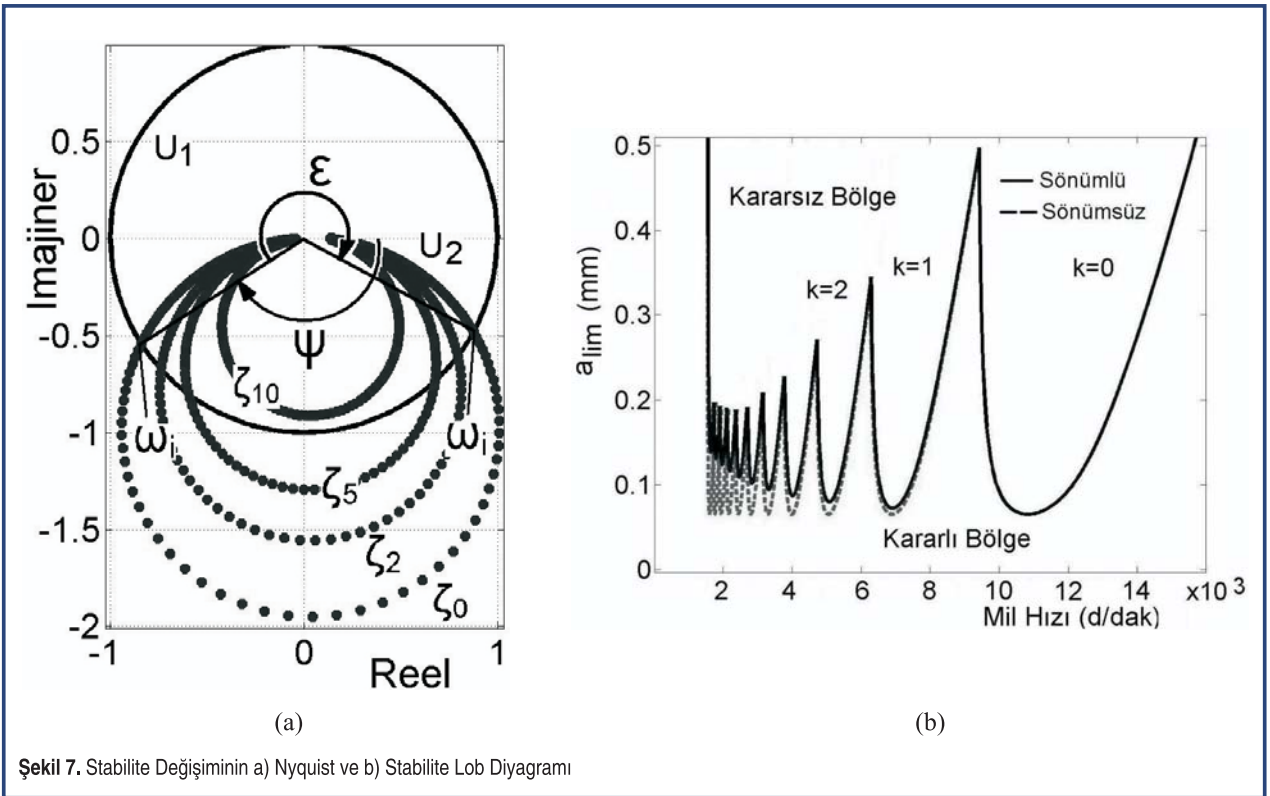 U1
ε
U2
0.5
0
-0.5
-1
-1.5
-2
Imajiner
ψ
ζ10
ωi
ωi
ζ5
ζ2
ζ0
-1
0
1
Reel
(a)
0.5
0.4
0.3
0.2
0.1
0
alim (mm)
Kararsız Bölge
Sönümlü
Sönümsüz
k=2
k=1
k=0
Kararlı Bölge
2 4 6 8 10 12 14 x10 3
Mil Hızı (d/dak)
(b)
Şekil 7. Stabilite Değişiminin a) Nyquist ve b) Stabilite Lob Diyagramı